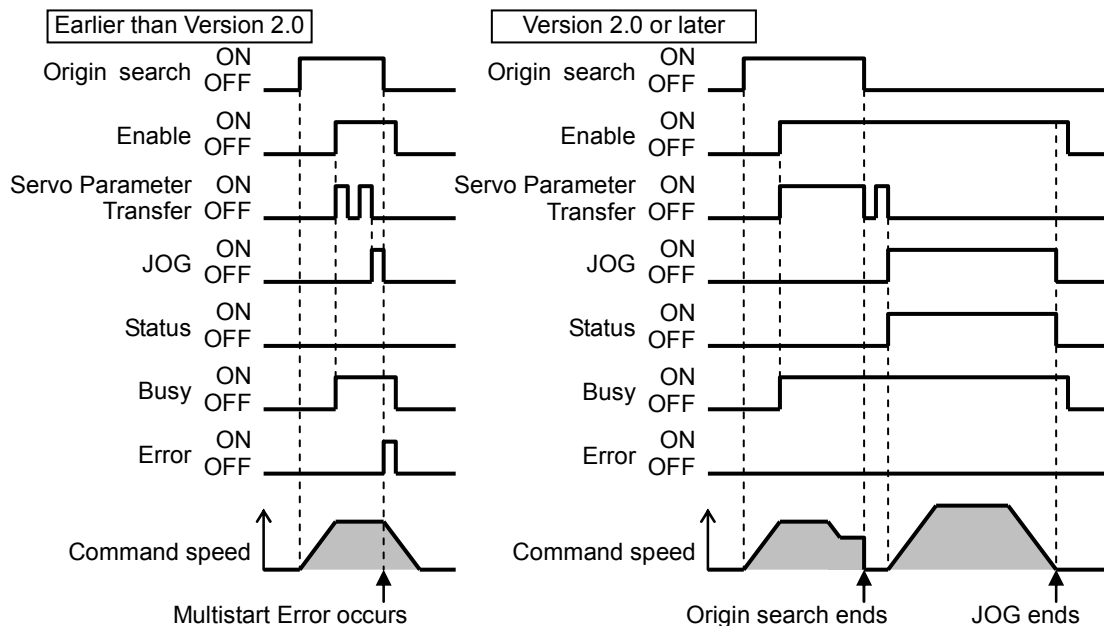 Earlier than Version 2.0
Origin search ON
OFF
Enable ON
OFF
Servo Parameter ON
Transfer OFF
JOG ON
OFF
Status ON
OFF
Busy ON
OFF
Error ON
OFF
Command speed
Multistart Error occurs
Version 2.0 or later
Origin search ON
OFF
Enable ON
OFF
Servo Parameter ON
Transfer OFF
JOG ON
OFF
Status ON
OFF
Busy ON
OFF
Error ON
OFF
Command speed
Origin search ends
JOG ends